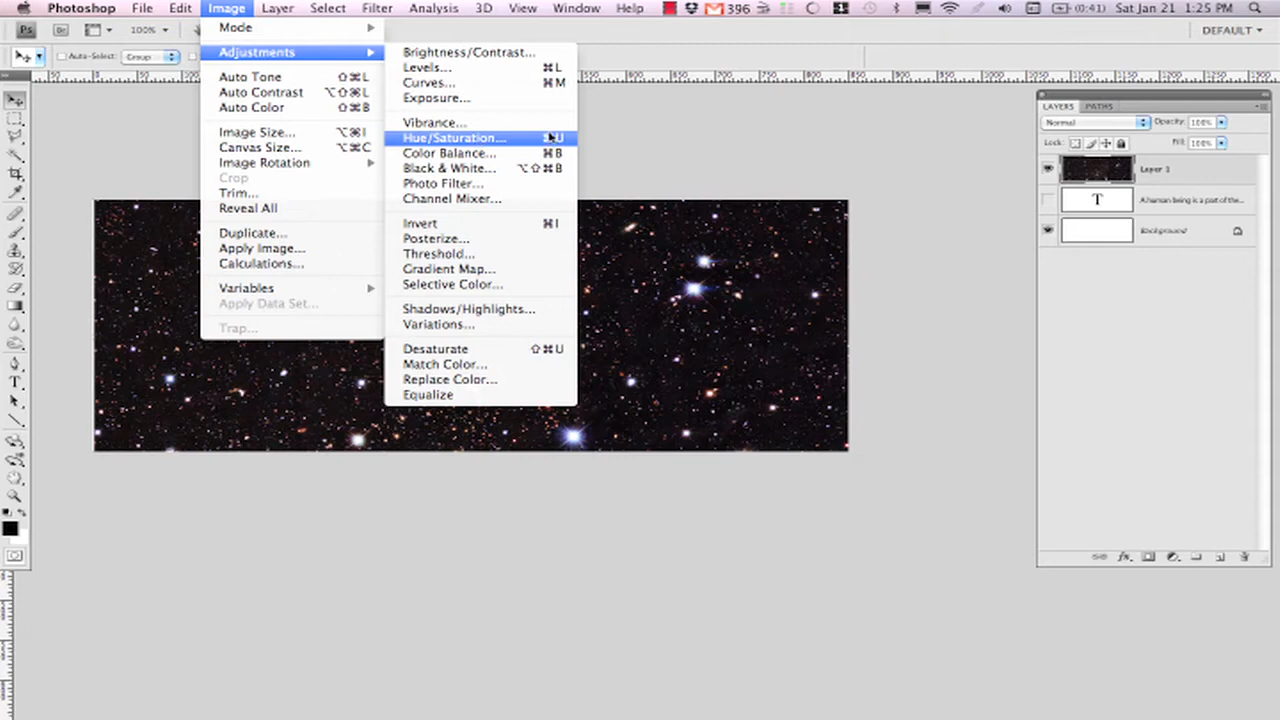 Photoshop File Edit Image Layer Select Filter Analysis 3D View Window Help 396 1 (0:41) Sat Jan 21 1:25 PM
Ps Br 100% DEFAULT
Auto-Select: Group
Mode
Adjustments
Auto Tone ⇧⌘L
Auto Contrast ⌥⇧⌘L
Auto Color ⇧⌘B
Image Size... ⌥⌘I
Canvas Size... ⌥⌘C
Image Rotation
Crop
Trim...
Reveal All
Duplicate...
Apply Image...
Calculations...
Variables
Apply Data Set...
Trap...
Brightness/Contrast...
Levels... ⌘L
Curves... ⌘M
Exposure...
Vibrance...
Hue/Saturation... ⌘U
Color Balance... ⌘B
Black & White... ⌥⇧⌘B
Photo Filter...
Channel Mixer...
Invert ⌘I
Posterize...
Threshold...
Gradient Map...
Selective Color...
Shadows/Highlights...
Variations...
Desaturate ⇧⌘U
Match Color...
Replace Color...
Equalize
LAYERS PATHS
Normal Opacity: 100%
Lock: Fill: 100%
Layer 1
T A human being is a part of the...
Background